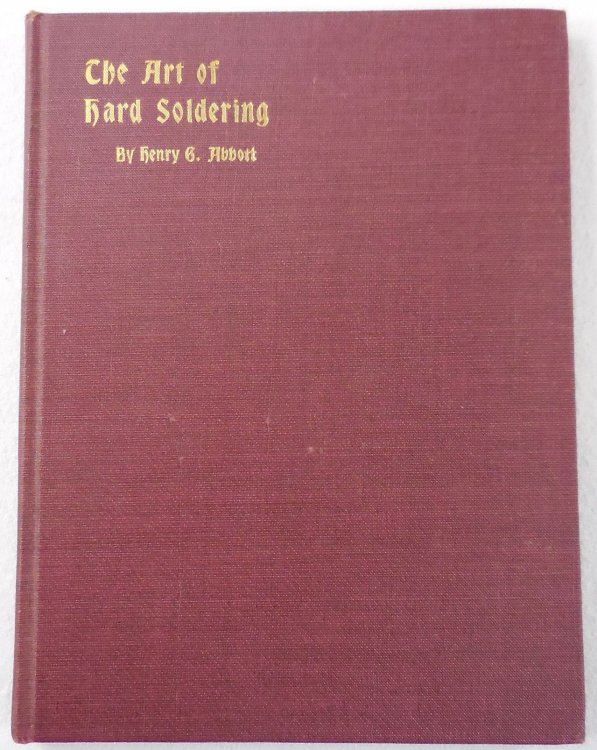 The Art of
Hard Soldering
By Henry G. Abbott